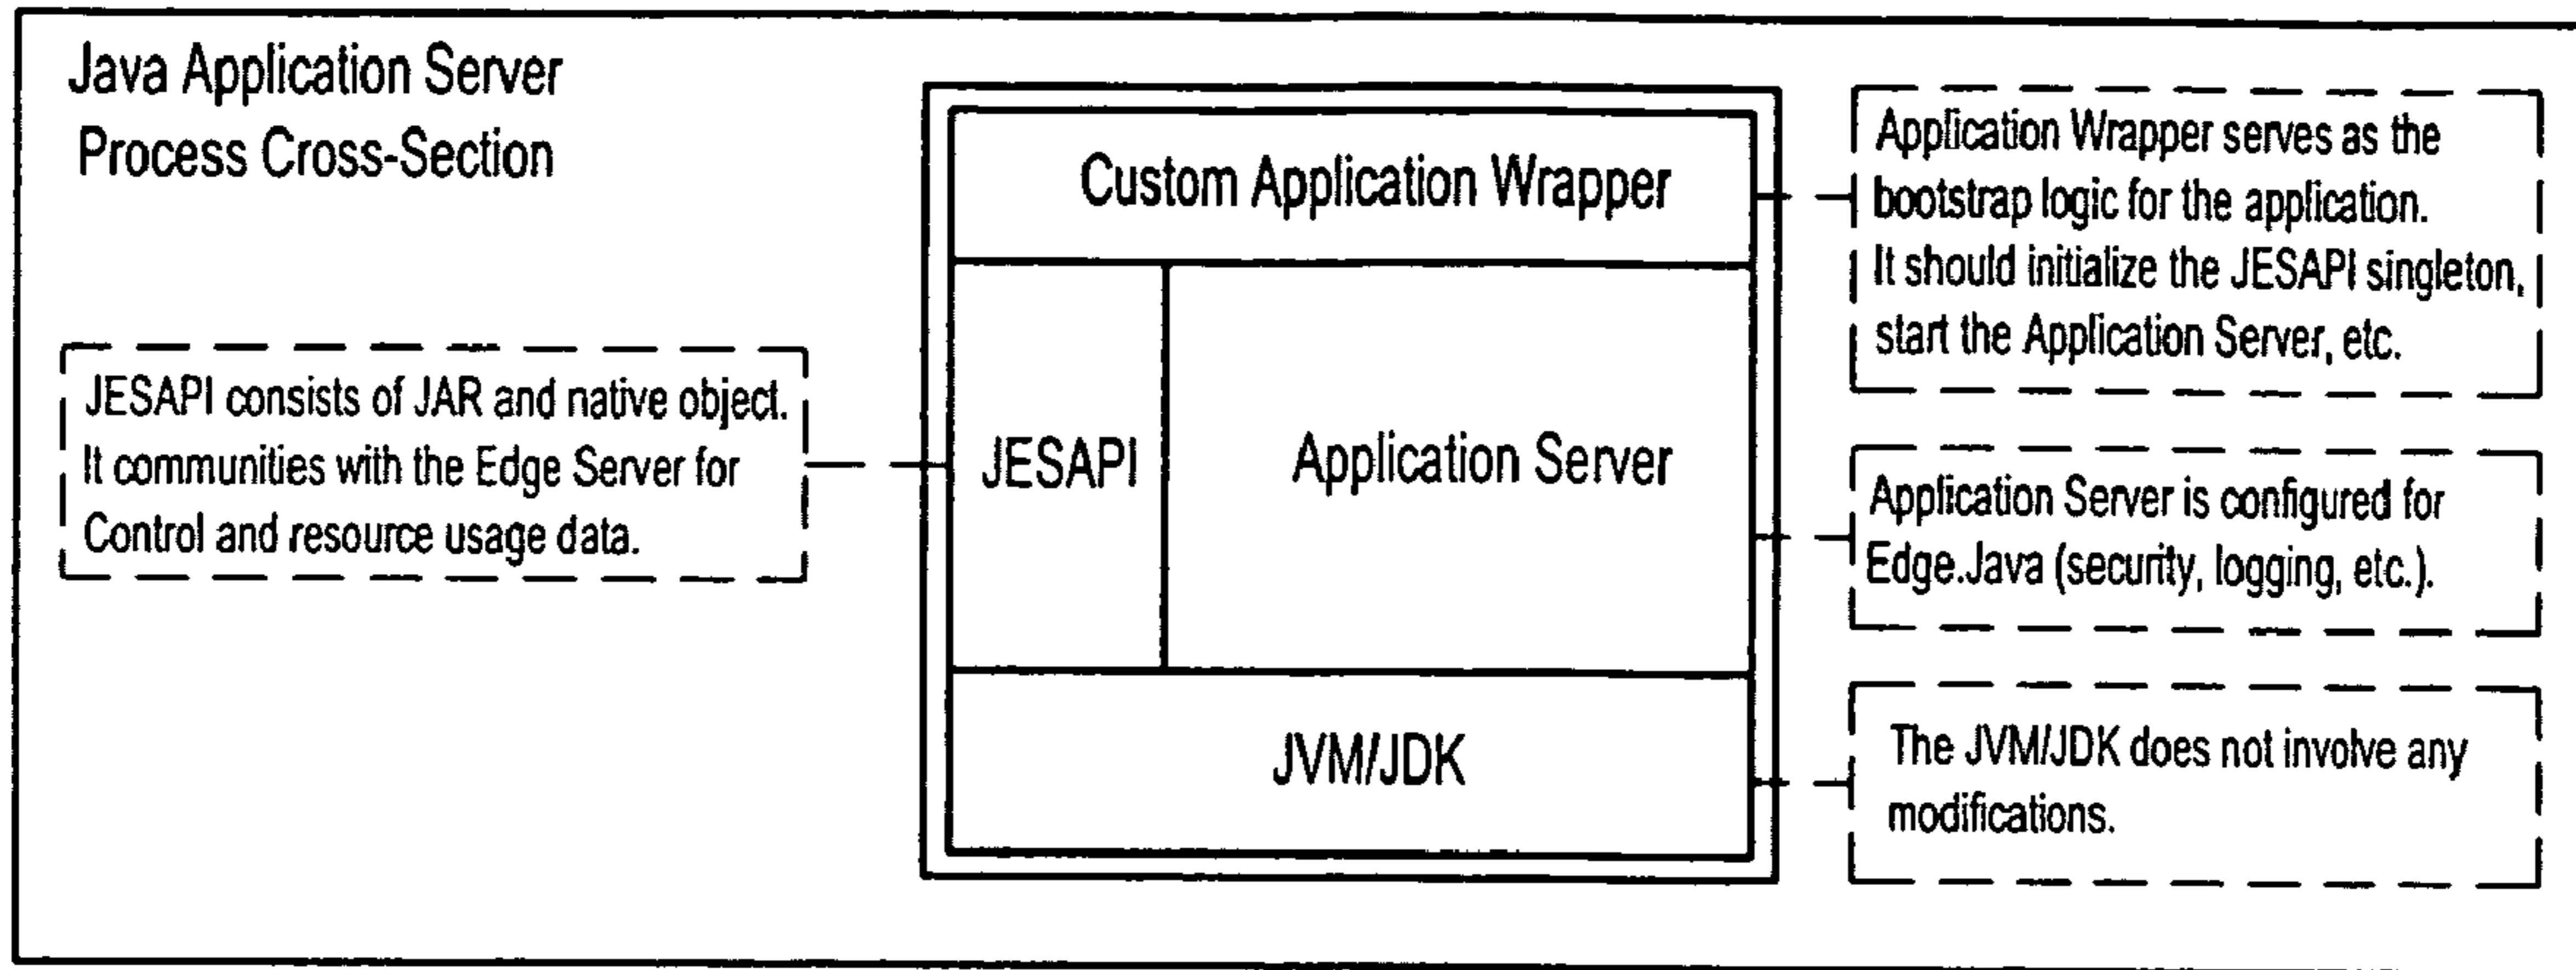 Java Application Server
Process Cross-Section
Custom Application Wrapper
JESAPI
Application Server
JVM/JDK
JESAPI consists of JAR and native object.
It communities with the Edge Server for
Control and resource usage data.
Application Wrapper serves as the
bootstrap logic for the application.
It should initialize the JESAPI singleton,
start the Application Server, etc.
Application Server is configured for
Edge.Java (security, logging, etc.).
The JVM/JDK does not involve any
modifications.